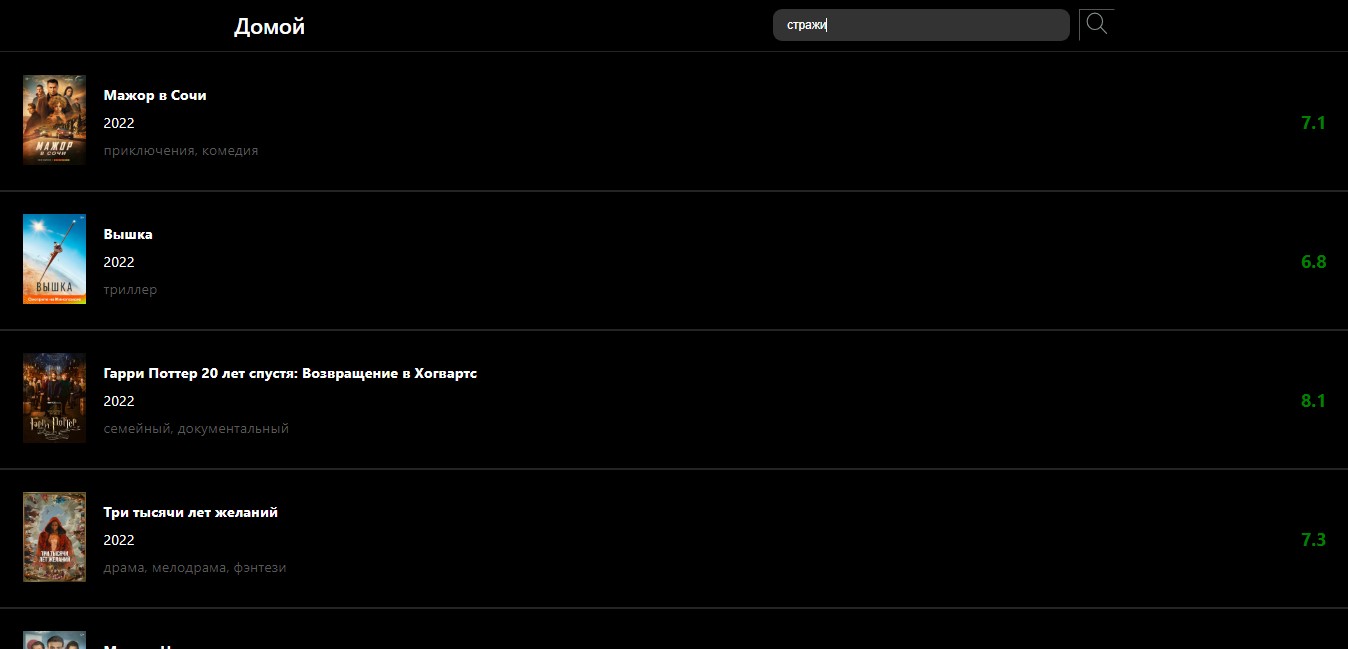 Домой
стражи
Мажор в Сочи
2022
приключения, комедия
7.1
МАЖОР
В СОЧИ
Вышка
2022
триллер
6.8
ВЫШКА
Гарри Поттер 20 лет спустя: Возвращение в Хогвартс
2022
семейный, документальный
8.1
Гарри Поттер
Три тысячи лет желаний
2022
драма, мелодрама, фэнтези
7.3
ТРИ ТЫСЯЧИ
ЛЕТ ЖЕЛАНИЙ